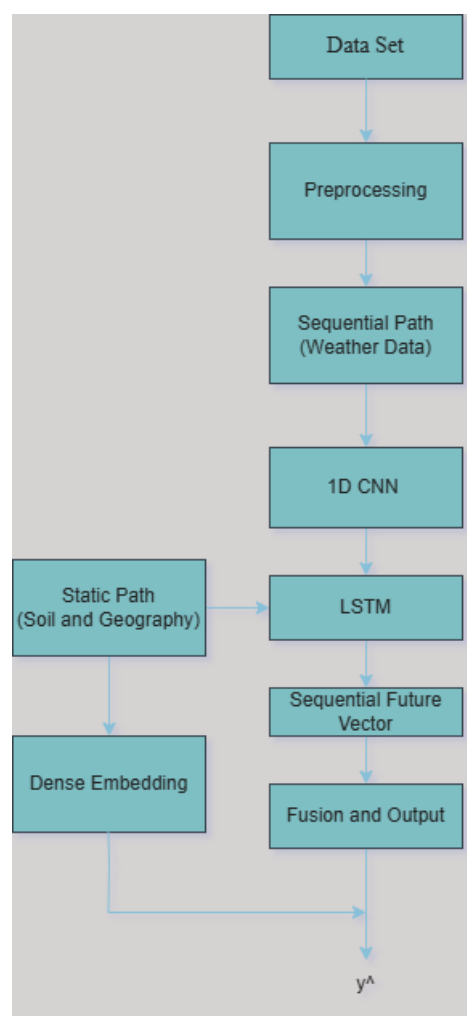 Data Set
Preprocessing
Sequential Path
(Weather Data)
1D CNN
Static Path
(Soil and Geography)
LSTM
Sequential Future
Vector
Dense Embedding
Fusion and Output
y^